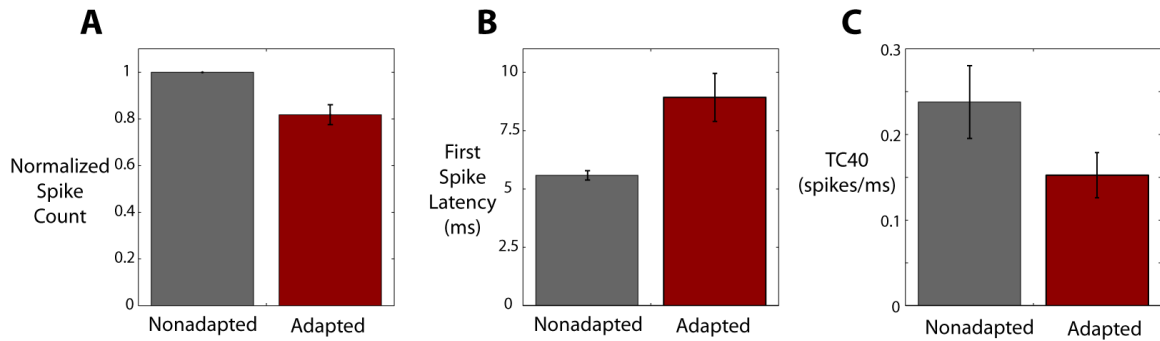 A
1
0.8
0.6
0.4
0.2
0
Normalized
Spike
Count
Nonadapted
Adapted
B
10
7.5
5
2.5
0
First
Spike
Latency
(ms)
Nonadapted
Adapted
C
0.3
0.2
0.1
0
TC40
(spikes/ms)
Nonadapted
Adapted